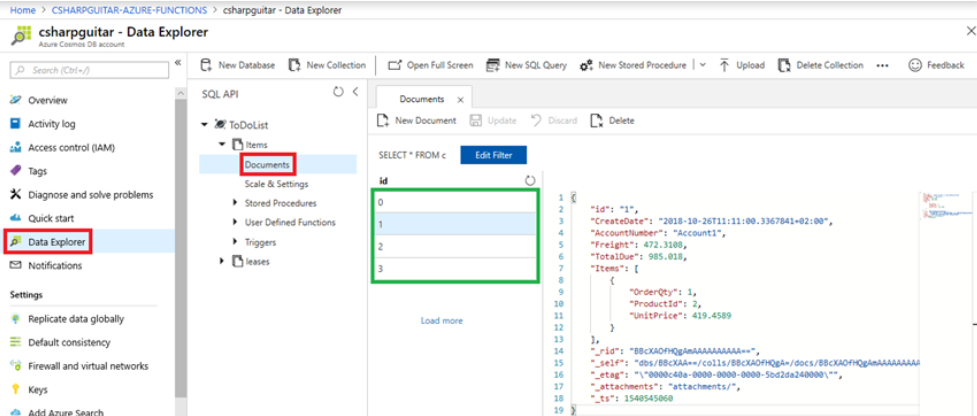 Home > CSHARPGUITAR-AZURE-FUNCTIONS > csharpguitar - Data Explorer
csharpguitar - Data Explorer
Azure Cosmos DB account
Search (Ctrl+/)
Overview
Activity log
Access control (IAM)
Tags
Diagnose and solve problems
Quick start
Data Explorer
Notifications
Settings
Replicate data globally
Default consistency
Firewall and virtual networks
Keys
Add Azure Search
New Database New Collection Open Full Screen New SQL Query New Stored Procedure Upload Delete Collection ... Feedback
SQL API
ToDoList
Items
Documents
Scale & Settings
Stored Procedures
User Defined Functions
Triggers
leases
Documents
New Document Update Discard Delete
SELECT * FROM c Edit Filter
id
0
1
2
3
Load more
1 {
2 "id": "1",
3 "CreateDate": "2018-10-26T11:11:00.3367841+02:00",
4 "AccountNumber": "Account1",
5 "Freight": 472.3108,
6 "TotalDue": 985.018,
7 "Items": [
8 {
9 "OrderQty": 1,
10 "ProductId": 2,
11 "UnitPrice": 419.4589
12 }
13 ],
14 "_rid": "BBcXAOfHQgAmAAAAAAAAAA==",
15 "_self": "dbs/BBcXAA==/colls/BBcXAOfHQgA=/docs/BBcXAOfHQgAmAAAAAAAAA
16 "_etag": "\"0000c40a-0000-0000-0000-5bd2da240000\"",
17 "_attachments": "attachments/",
18 "_ts": 1540545060
19 }